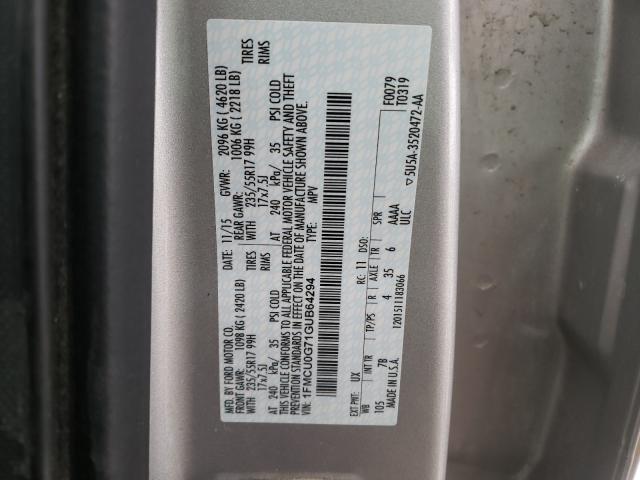 MFD. BY FORD MOTOR CO.
DATE: 11/15 GVWR: 2096 KG ( 4620 LB)
FRONT GAWR: 1098 KG ( 2420 LB) REAR GAWR: 1006 KG ( 2218 LB)
WITH 235/55R17 99H TIRES WITH 235/55R17 99H TIRES
17x7.5J RIMS 17x7.5J RIMS
AT 240 kPa/ 35 PSI COLD AT 240 kPa/ 35 PSI COLD
THIS VEHICLE CONFORMS TO ALL APPLICABLE FEDERAL MOTOR VEHICLE SAFETY AND THEFT
PREVENTION STANDARDS IN EFFECT ON THE DATE OF MANUFACTURE SHOWN ABOVE.
VIN: 1FMCU0G71GUB64294 TYPE: MPV
F0079
T0319
EXT PNT: UX RC: 11 DSO:
WB INT TR TP/PS R AXLE TR SPR
105 7B 4 35 6 AAAA
ULC
MADE IN U.S.A. 1201511183066
▽5U5A-3520472-AA